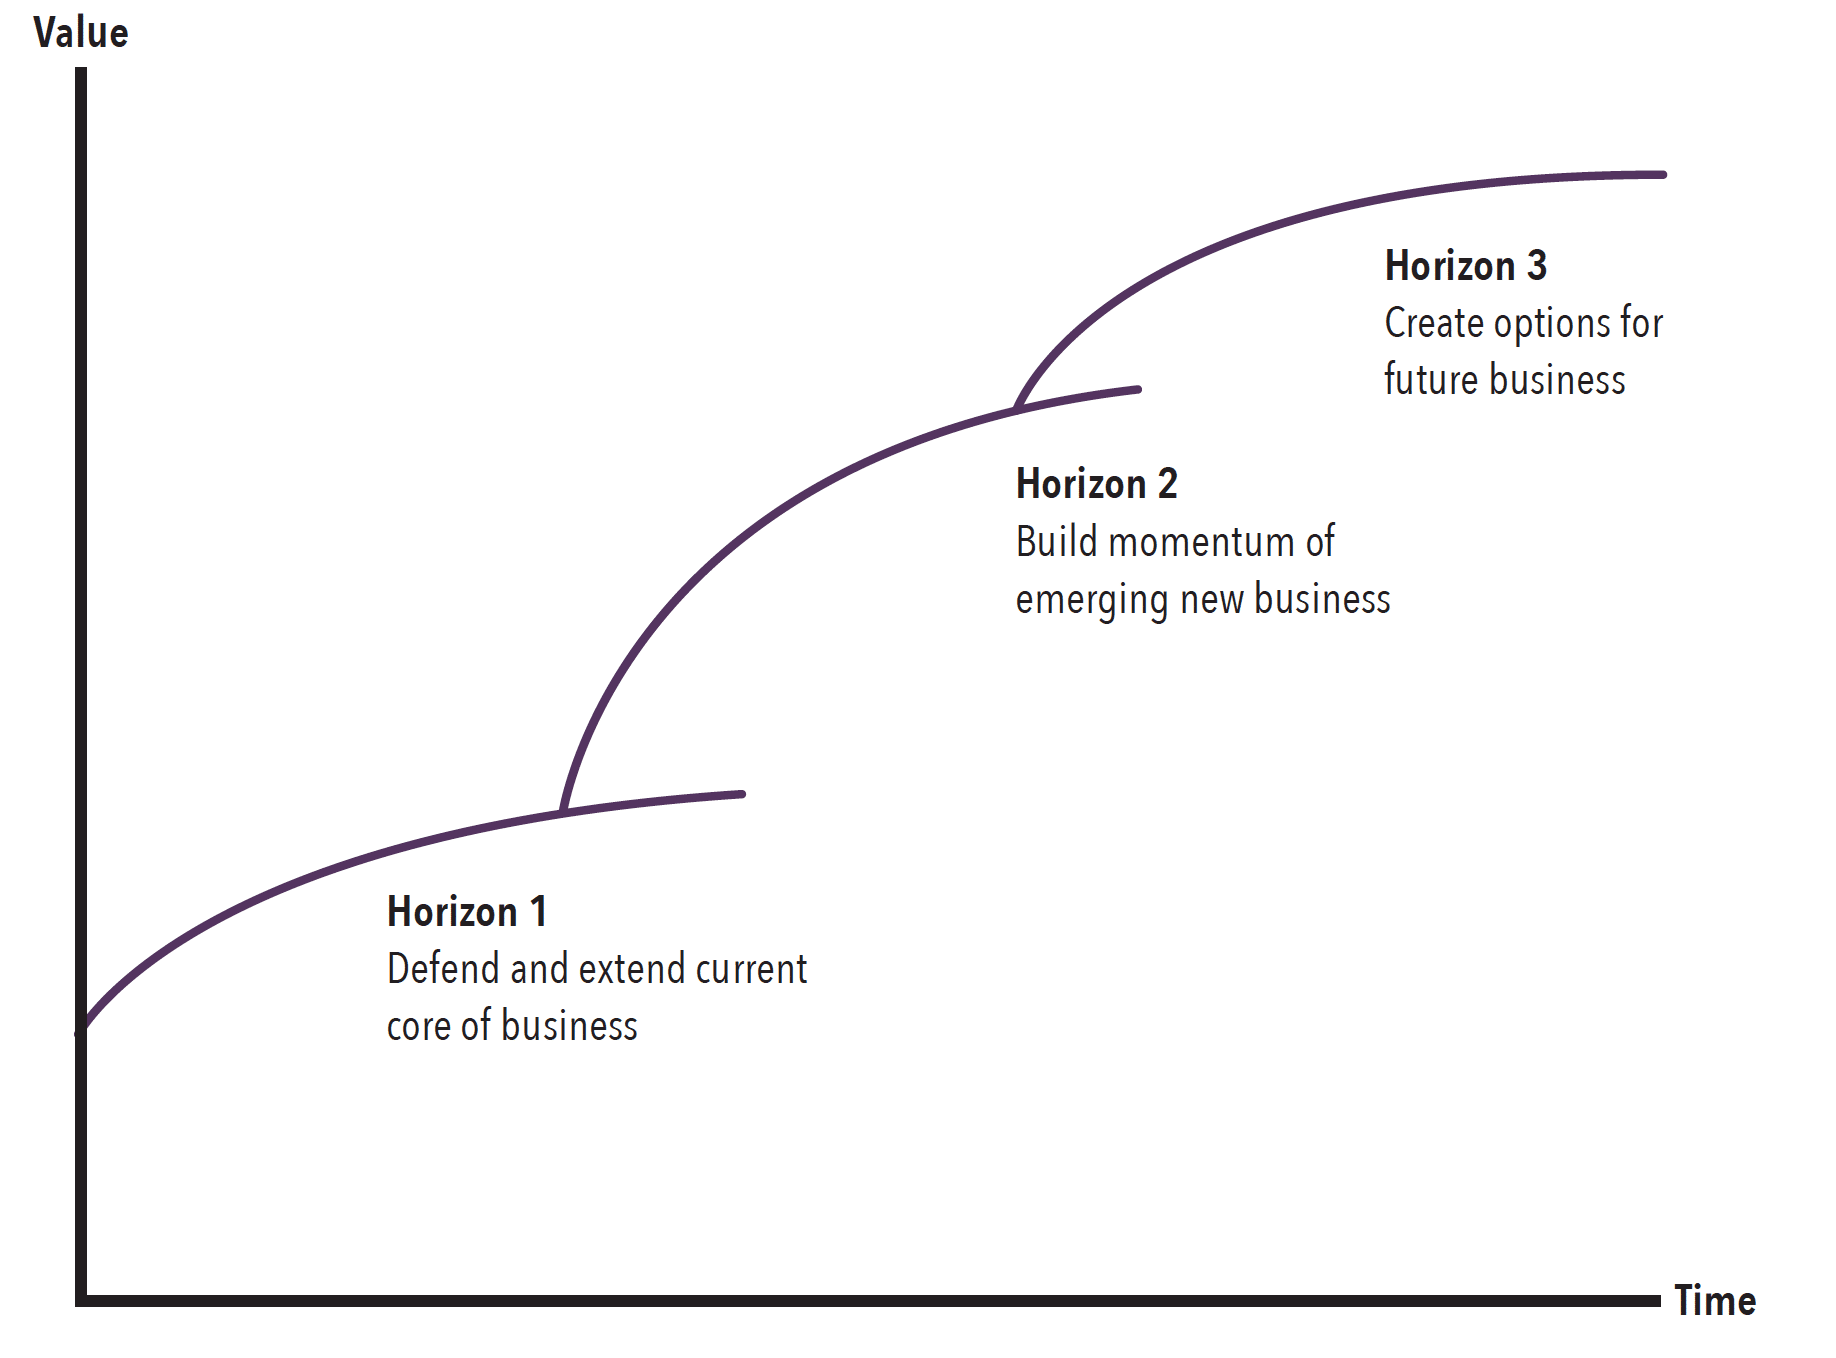 Value
Horizon 3
Create options for
future business
Horizon 2
Build momentum of
emerging new business
Horizon 1
Defend and extend current
core of business
Time